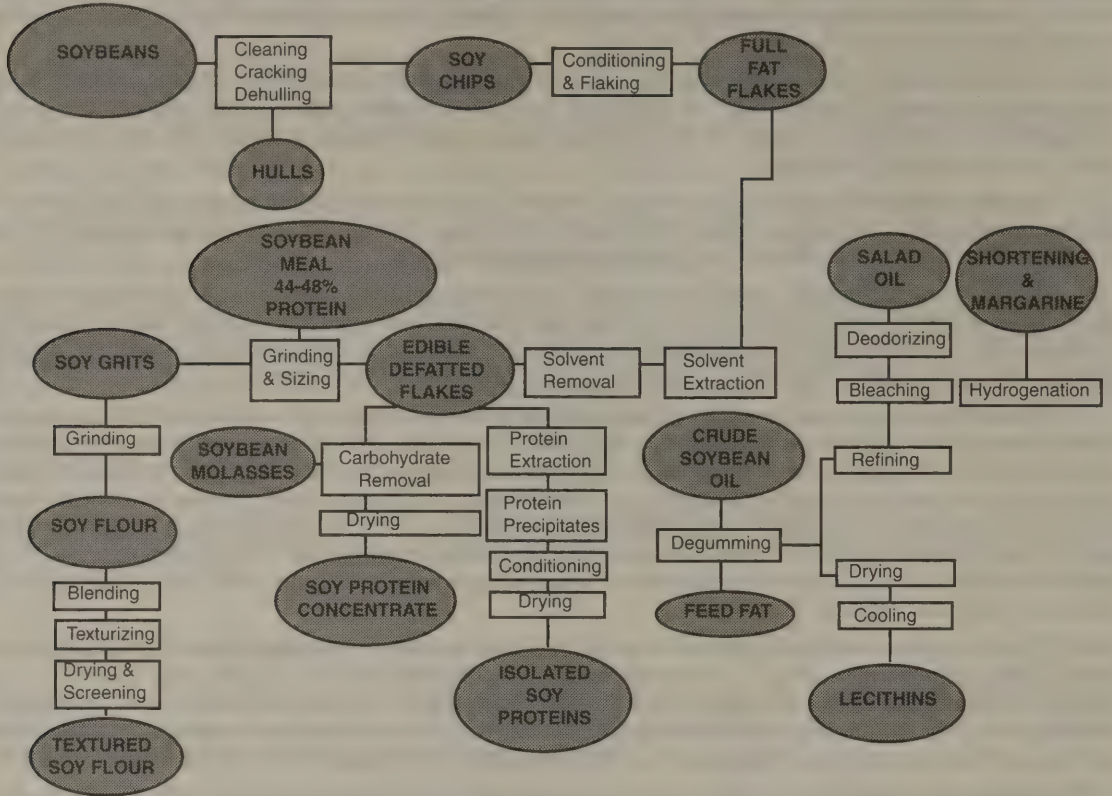 SOYBEANS
Cleaning
Cracking
Dehulling
SOY
CHIPS
Conditioning
& Flaking
FULL
FAT
FLAKES
HULLS
SOYBEAN
MEAL
44-48%
PROTEIN
SALAD
OIL
SHORTENING
&
MARGARINE
SOY GRITS
Grinding
& Sizing
EDIBLE
DEFATTED
FLAKES
Solvent
Removal
Solvent
Extraction
Deodorizing
Bleaching
Hydrogenation
Grinding
SOYBEAN
MOLASSES
Carbohydrate
Removal
Protein
Extraction
CRUDE
SOYBEAN
OIL
Refining
SOY FLOUR
Drying
Protein
Precipitates
Degumming
Blending
SOY PROTEIN
CONCENTRATE
Conditioning
Drying
Drying
FEED FAT
Cooling
Texturizing
Drying &
Screening
ISOLATED
SOY
PROTEINS
LECITHINS
TEXTURED
SOY FLOUR